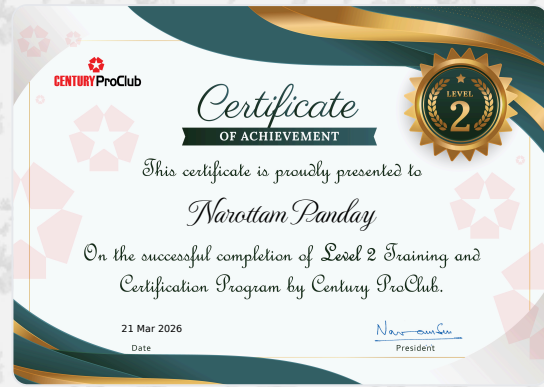 CENTURY ProClub
Certificate
OF ACHIEVEMENT
LEVEL
2
This certificate is proudly presented to
Narottam Panday
On the successful completion of Level 2 Training and
Certification Program by Century ProClub.
21 Mar 2026
Date
President